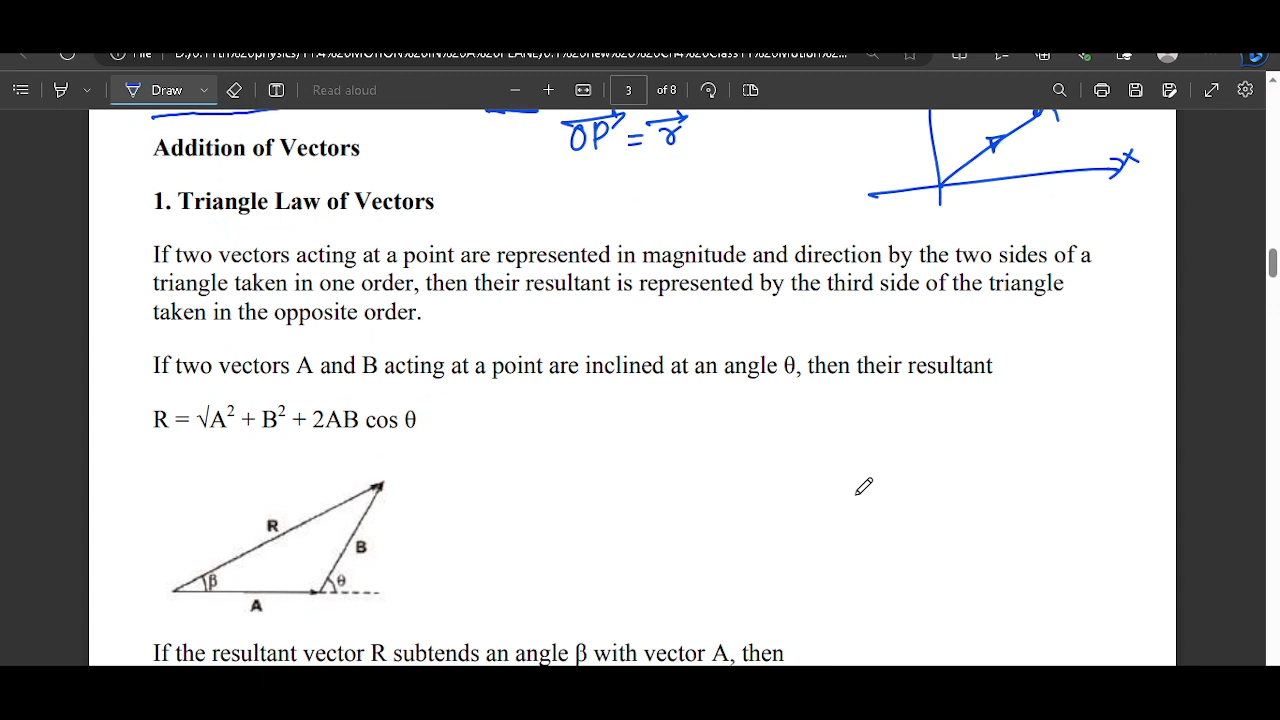 Draw
Read aloud
3
of 8
OP = r
x
Addition of Vectors
1. Triangle Law of Vectors
If two vectors acting at a point are represented in magnitude and direction by the two sides of a
triangle taken in one order, then their resultant is represented by the third side of the triangle
taken in the opposite order.
If two vectors A and B acting at a point are inclined at an angle θ, then their resultant
R = √A² + B² + 2AB cos θ
R
B
β
θ
A
If the resultant vector R subtends an angle β with vector A, then